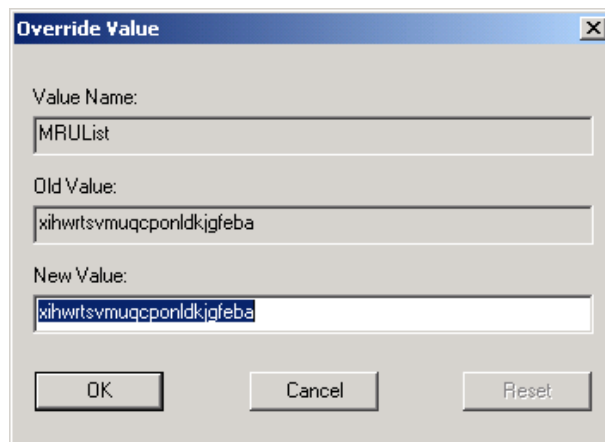 Override Value
Value Name:
MRUList
Old Value:
xihwrtsvmuqcponldkjgfeba
New Value:
xihwrtsvmuqcponldkjgfeba
OK Cancel Reset